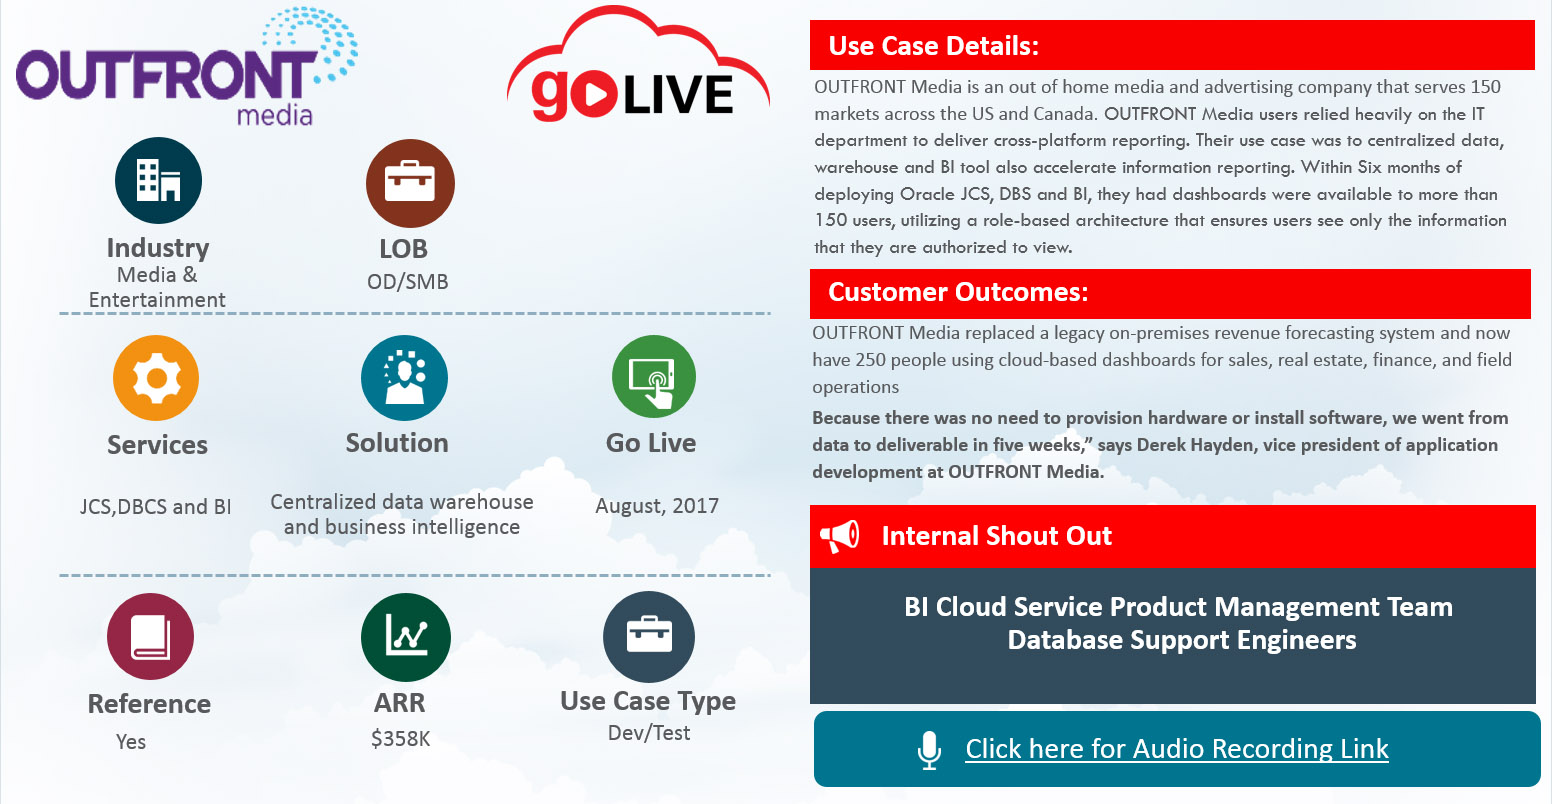 OUTFRONT
media
go LIVE
Industry
Media &
Entertainment
LOB
OD/SMB
Services
JCS,DBCS and BI
Solution
Centralized data warehouse
and business intelligence
Go Live
August, 2017
Reference
Yes
ARR
$358K
Use Case Type
Dev/Test
Use Case Details:
OUTFRONT Media is an out of home media and advertising company that serves 150
markets across the US and Canada. OUTFRONT Media users relied heavily on the IT
department to deliver cross-platform reporting. Their use case was to centralized data,
warehouse and BI tool also accelerate information reporting. Within Six months of
deploying Oracle JCS, DBS and BI, they had dashboards were available to more than
150 users, utilizing a role-based architecture that ensures users see only the information
that they are authorized to view.
Customer Outcomes:
OUTFRONT Media replaced a legacy on-premises revenue forecasting system and now
have 250 people using cloud-based dashboards for sales, real estate, finance, and field
operations
Because there was no need to provision hardware or install software, we went from
data to deliverable in five weeks,” says Derek Hayden, vice president of application
development at OUTFRONT Media.
Internal Shout Out
BI Cloud Service Product Management Team
Database Support Engineers
Click here for Audio Recording Link